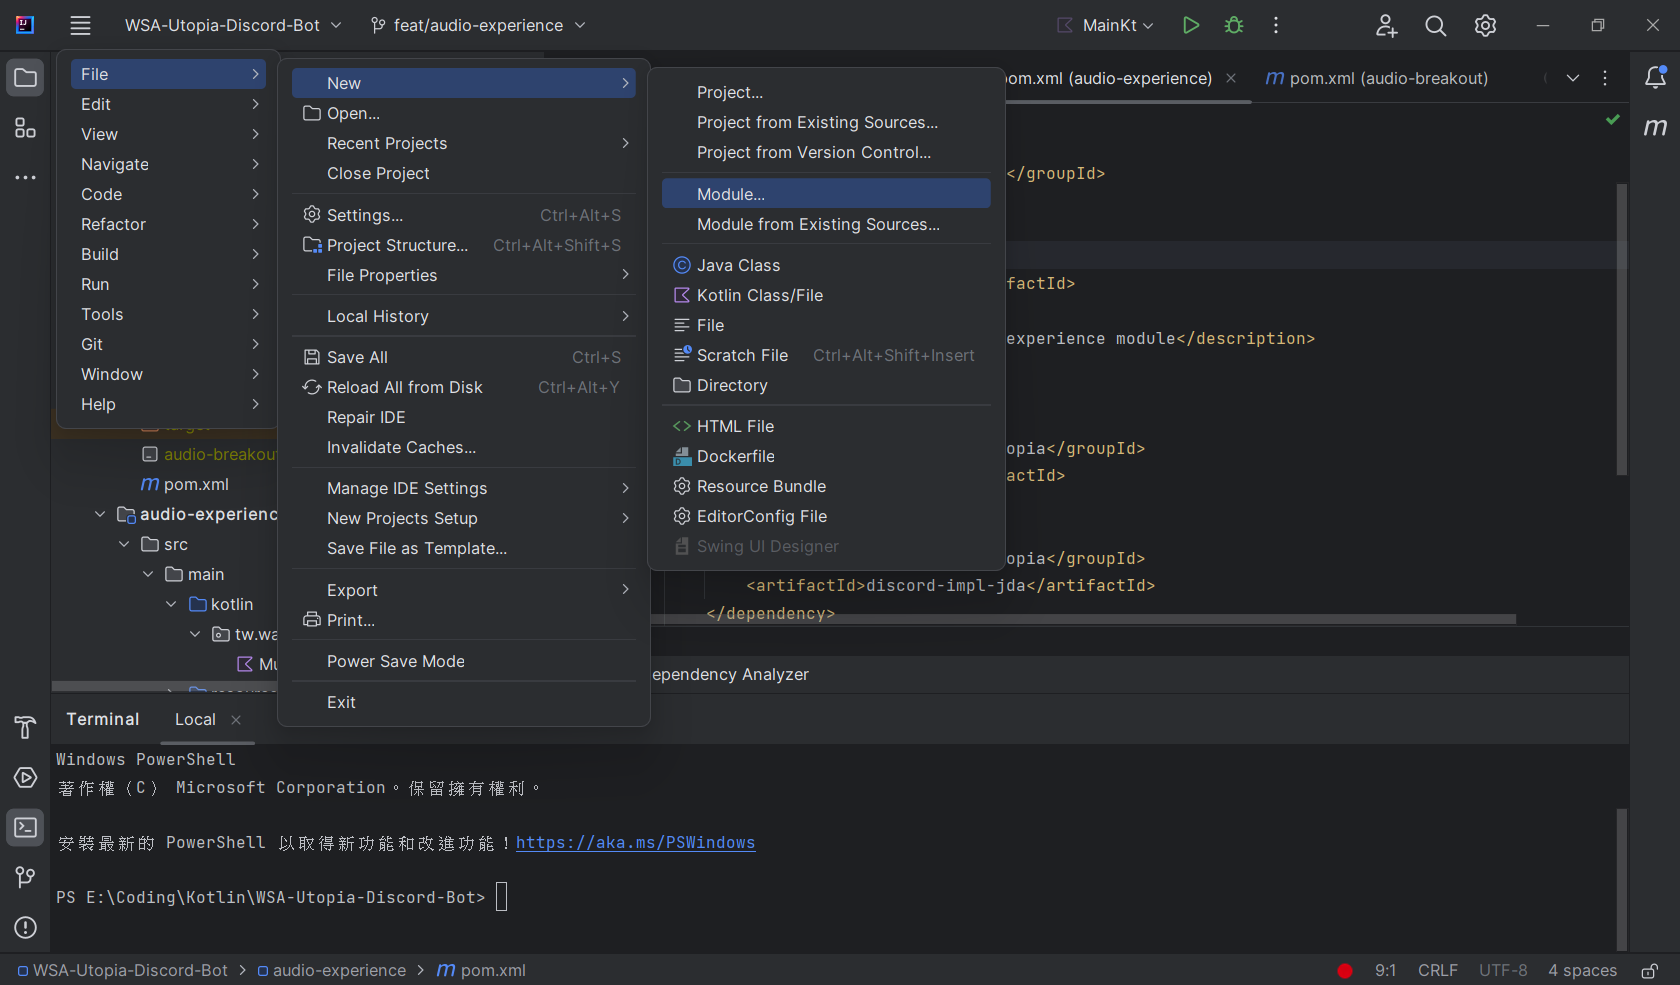 WSA-Utopia-Discord-Bot
feat/audio-experience
MainKt
File
Edit
View
Navigate
Code
Refactor
Build
Run
Tools
Git
Window
Help
New
Open...
Recent Projects
Close Project
Settings... Ctrl+Alt+S
Project Structure... Ctrl+Alt+Shift+S
File Properties
Local History
Save All Ctrl+S
Reload All from Disk Ctrl+Alt+Y
Repair IDE
Invalidate Caches...
Manage IDE Settings
New Projects Setup
Save File as Template...
Export
Print...
Power Save Mode
Exit
Project...
Project from Existing Sources...
Project from Version Control...
Module...
Module from Existing Sources...
Java Class
Kotlin Class/File
File
Scratch File Ctrl+Alt+Shift+Insert
Directory
HTML File
Dockerfile
Resource Bundle
EditorConfig File
Swing UI Designer
om.xml (audio-experience)
pom.xml (audio-breakout)
</groupId>
factId>
experience module</description>
opia</groupId>
actId>
opia</groupId>
<artifactId>discord-impl-jda</artifactId>
</dependency>
ependency Analyzer
target
audio-breakou
pom.xml
audio-experienc
src
main
kotlin
tw.wa
Mu
Terminal
Local
Windows PowerShell
著作權（C） Microsoft Corporation。保留擁有權利。
安裝最新的 PowerShell 以取得新功能和改進功能！https://aka.ms/PSWindows
PS E:\Coding\Kotlin\WSA-Utopia-Discord-Bot>
WSA-Utopia-Discord-Bot > audio-experience > pom.xml
9:1 CRLF UTF-8 4 spaces